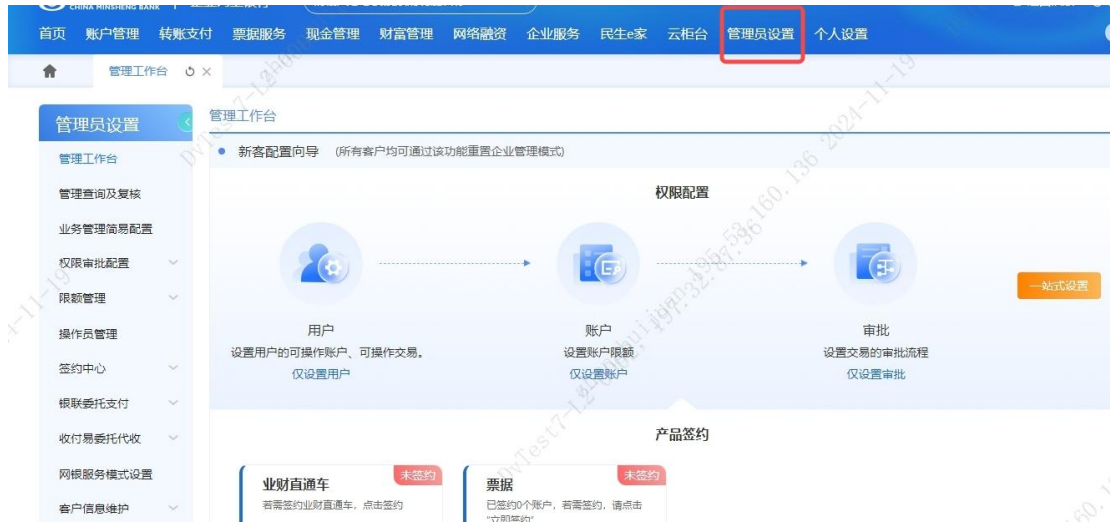 CHINA MINSHENG BANK
首页 账户管理 转账支付 票据服务 现金管理 财富管理 网络融资 企业服务 民生e家 云柜台 管理员设置 个人设置
管理工作台
管理员设置
管理工作台
管理查询及复核
业务管理简易配置
权限审批配置
限额管理
操作员管理
签约中心
银联委托支付
收付易委托代收
网银服务模式设置
客户信息维护
管理工作台
新客配置向导 (所有客户均可通过该功能重置企业管理模式)
权限配置
用户
设置用户的可操作账户、可操作交易。
仅设置用户
账户
设置账户限额
仅设置账户
审批
设置交易的审批流程
仅设置审批
一站式设置
产品签约
业财直通车
未签约
若需签约业财直通车，点击签约
票据
未签约
已签约0个账户，若需签约，请点击
"立即签约"